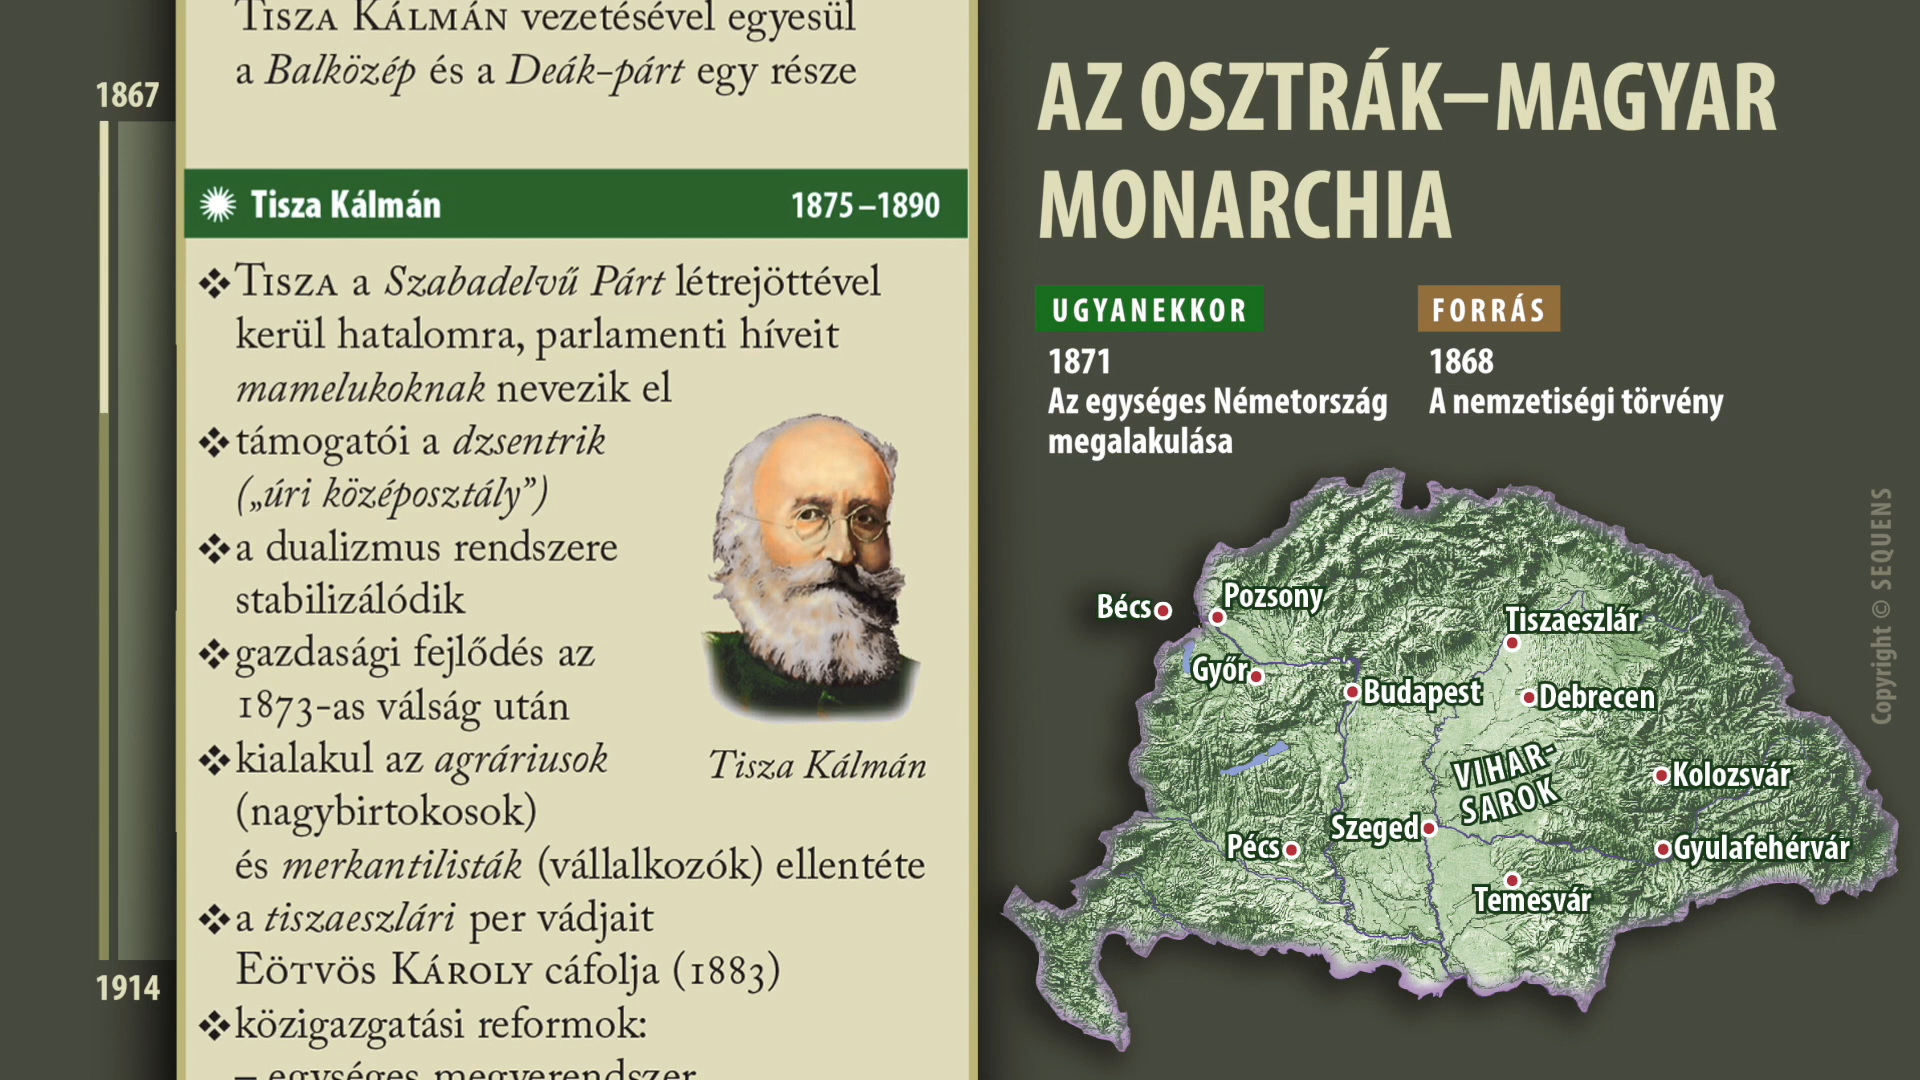 1867
1914
TISZA KÁLMÁN vezetésével egyesül
a Balközép és a Deák-párt egy része
Tisza Kálmán 1875–1890
TISZA a Szabadelvű Párt létrejöttével
kerül hatalomra, parlamenti híveit
mamelukoknak nevezik el
támogatói a dzsentrik
(„úri középosztály”)
a dualizmus rendszere
stabilizálódik
gazdasági fejlődés az
1873-as válság után
kialakul az agráriusok
(nagybirtokosok)
és merkantilisták (vállalkozók) ellentéte
a tiszaeszlári per vádjait
EÖTVÖS KÁROLY cáfolja (1883)
közigazgatási reformok:
– egységes megyerendszer
Tisza Kálmán
AZ OSZTRÁK–MAGYAR
MONARCHIA
UGYANEKKOR
1871
Az egységes Németország
megalakulása
FORRÁS
1868
A nemzetiségi törvény
Bécs
Pozsony
Tiszaeszlár
Győr
Budapest
Debrecen
VIHAR-
SAROK
Kolozsvár
Szeged
Pécs
Gyulafehérvár
Temesvár
Copyright © SEQUENS